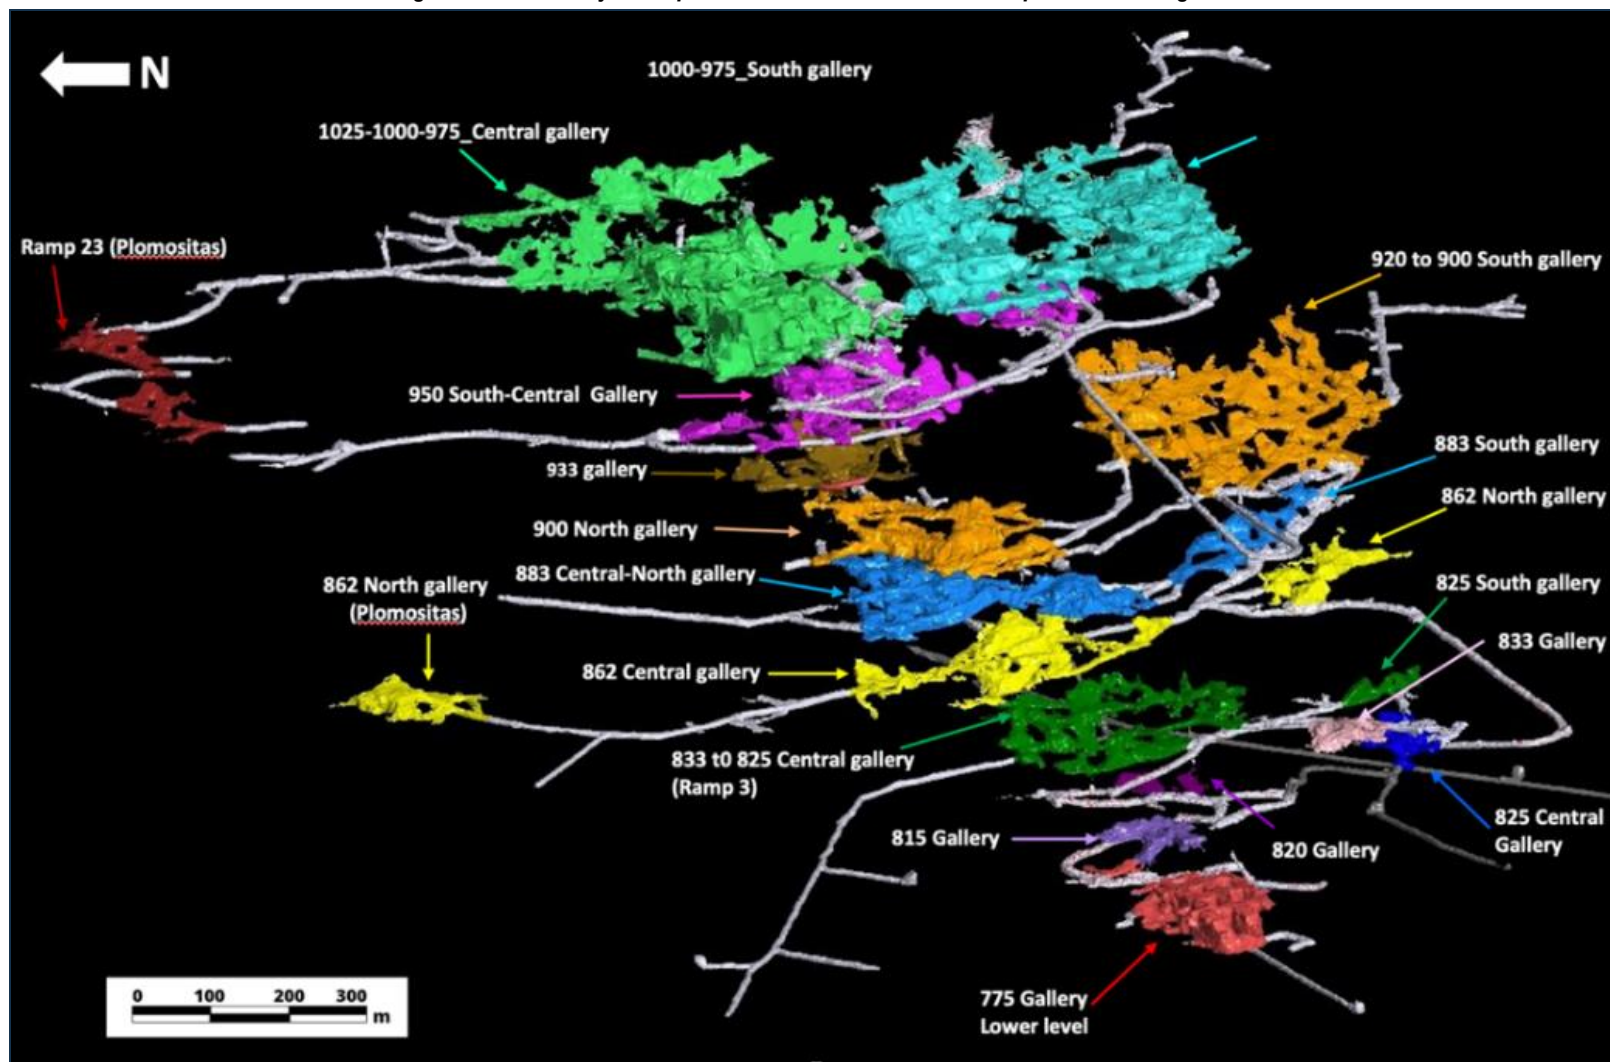 N
1000-975_South gallery
1025-1000-975_Central gallery
Ramp 23 (Plomositas)
920 to 900 South gallery
950 South-Central Gallery
883 South gallery
933 gallery
862 North gallery
900 North gallery
883 Central-North gallery
862 North gallery
(Plomositas)
825 South gallery
833 Gallery
862 Central gallery
833 to 825 Central gallery
(Ramp 3)
825 Central
Gallery
815 Gallery
820 Gallery
775 Gallery
Lower level
0 100 200 300
m